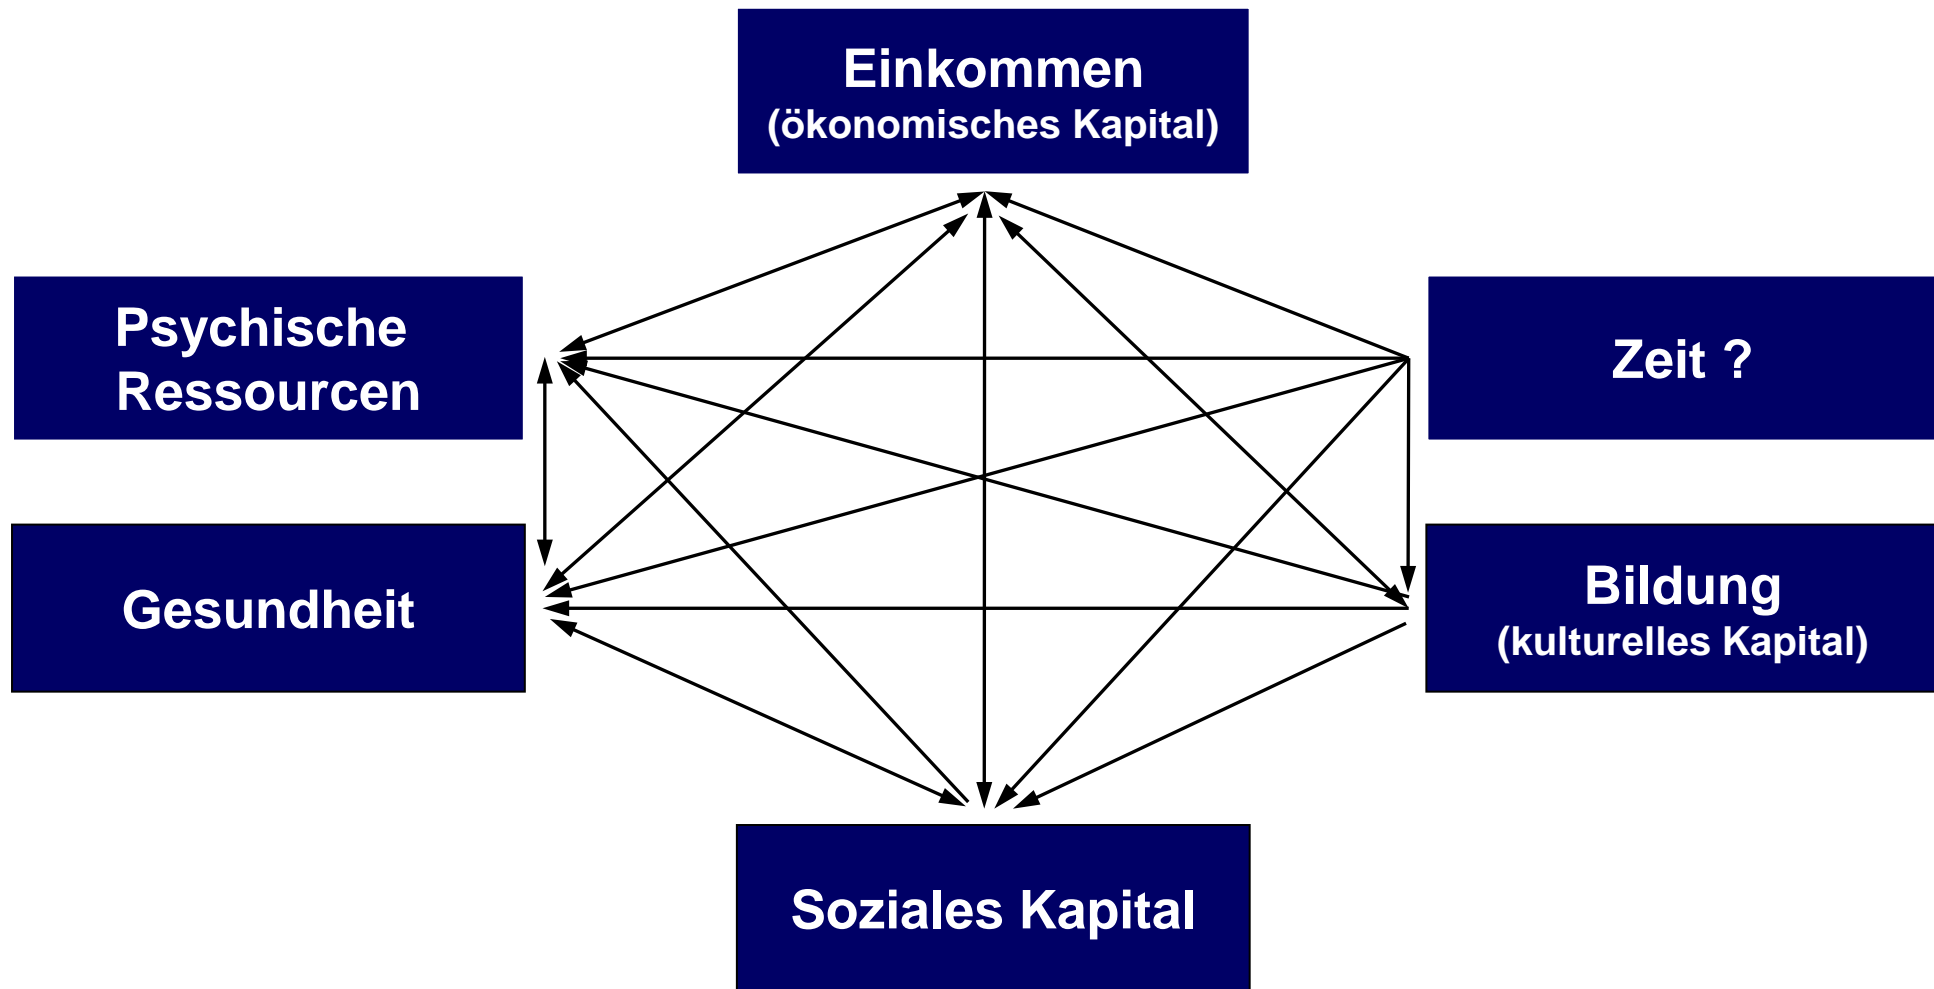 Einkommen
(ökonomisches Kapital)
Psychische
Ressourcen
Zeit ?
Gesundheit
Bildung
(kulturelles Kapital)
Soziales Kapital